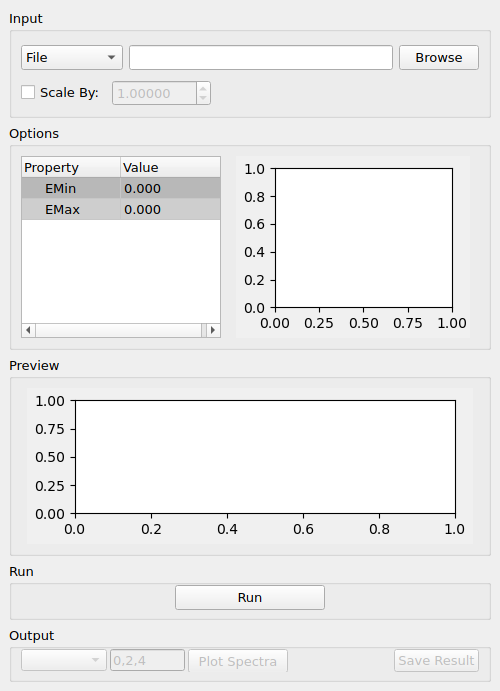 Input
File Browse
Scale By: 1.00000
Options
Property Value
EMin 0.000
EMax 0.000
1.0
0.8
0.6
0.4
0.2
0.0
0.00 0.25 0.50 0.75 1.00
Preview
1.00
0.75
0.50
0.25
0.00
0.0 0.2 0.4 0.6 0.8 1.0
Run
Run
Output
0,2,4 Plot Spectra Save Result